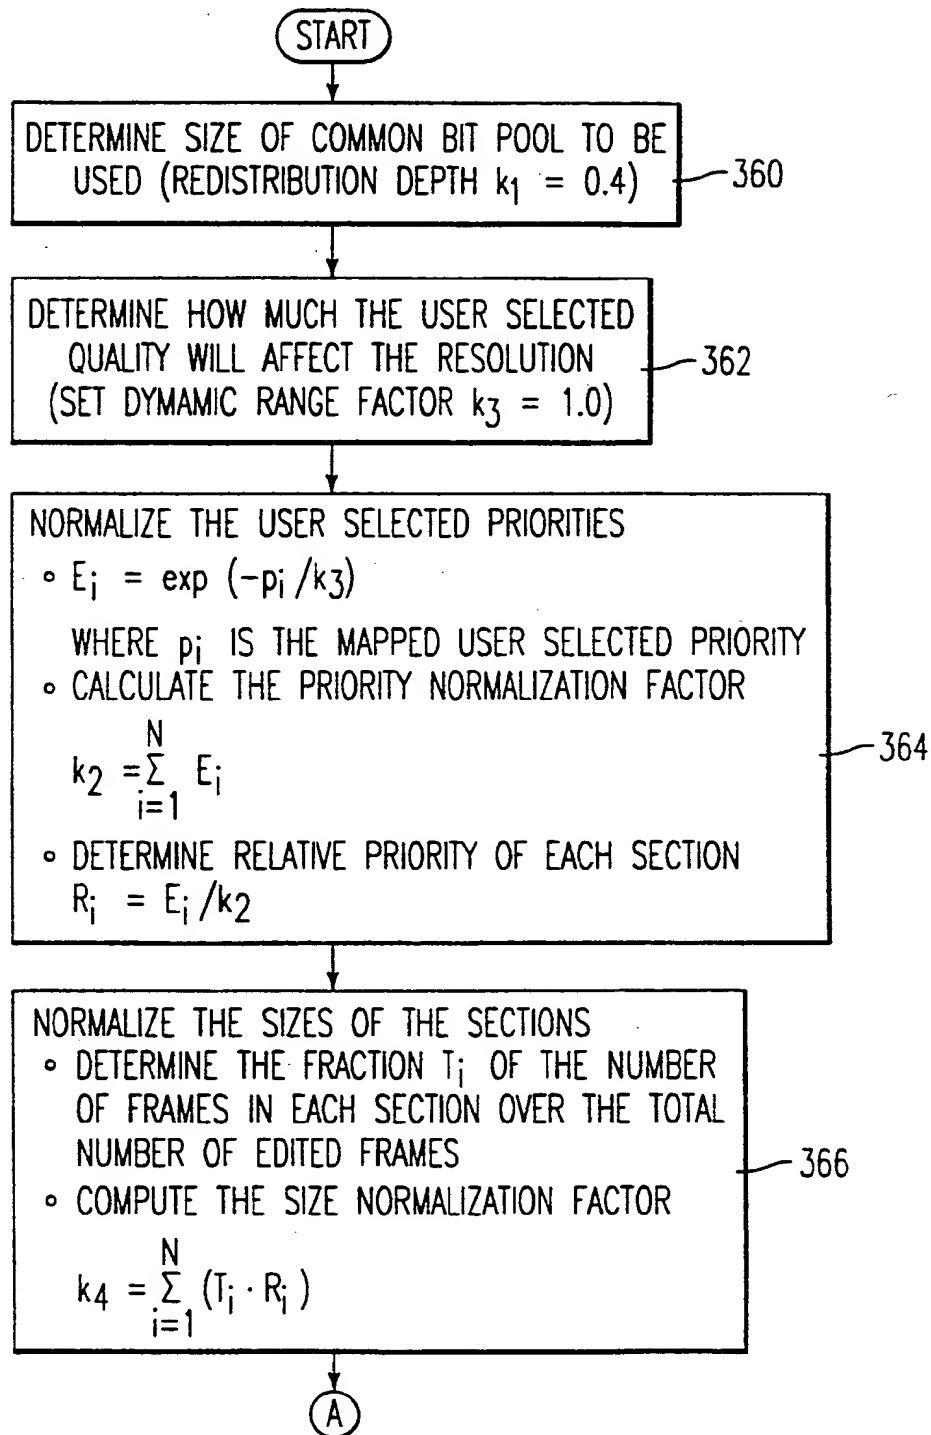 START
DETERMINE SIZE OF COMMON BIT POOL TO BE
USED (REDISTRIBUTION DEPTH k1 = 0.4)
360
DETERMINE HOW MUCH THE USER SELECTED
QUALITY WILL AFFECT THE RESOLUTION
(SET DYMAMIC RANGE FACTOR k3 = 1.0)
362
NORMALIZE THE USER SELECTED PRIORITIES
∘ Ei = exp (-pi/k3)
WHERE pi IS THE MAPPED USER SELECTED PRIORITY
∘ CALCULATE THE PRIORITY NORMALIZATION FACTOR
N
k2 = Σ Ei
i=1
∘ DETERMINE RELATIVE PRIORITY OF EACH SECTION
Ri = Ei/k2
364
NORMALIZE THE SIZES OF THE SECTIONS
∘ DETERMINE THE FRACTION Ti OF THE NUMBER
OF FRAMES IN EACH SECTION OVER THE TOTAL
NUMBER OF EDITED FRAMES
∘ COMPUTE THE SIZE NORMALIZATION FACTOR
N
k4 = Σ (Ti · Ri)
i=1
366
A